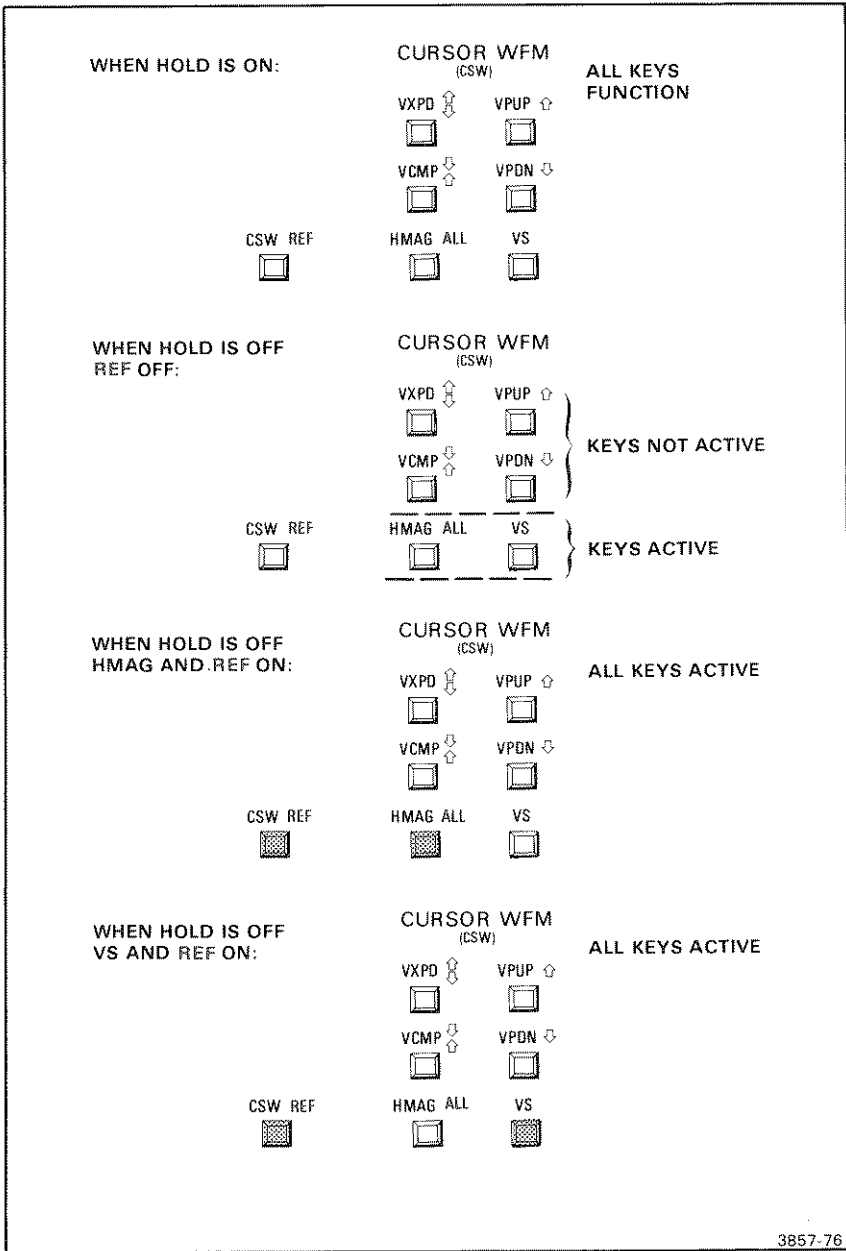 WHEN HOLD IS ON:
CURSOR WFM
(CSW)
ALL KEYS
FUNCTION
VXPD ⇧⇩ VPUP ⇧
VCMP ⇩⇧ VPDN ⇩
CSW REF HMAG ALL VS
WHEN HOLD IS OFF
REF OFF:
CURSOR WFM
(CSW)
VXPD ⇧⇩ VPUP ⇧
KEYS NOT ACTIVE
VCMP ⇩⇧ VPDN ⇩
CSW REF HMAG ALL VS
KEYS ACTIVE
WHEN HOLD IS OFF
HMAG AND REF ON:
CURSOR WFM
(CSW)
ALL KEYS ACTIVE
VXPD ⇧⇩ VPUP ⇧
VCMP ⇩⇧ VPDN ⇩
CSW REF HMAG ALL VS
WHEN HOLD IS OFF
VS AND REF ON:
CURSOR WFM
(CSW)
ALL KEYS ACTIVE
VXPD ⇧⇩ VPUP ⇧
VCMP ⇩⇧ VPDN ⇩
CSW REF HMAG ALL VS
3857-76